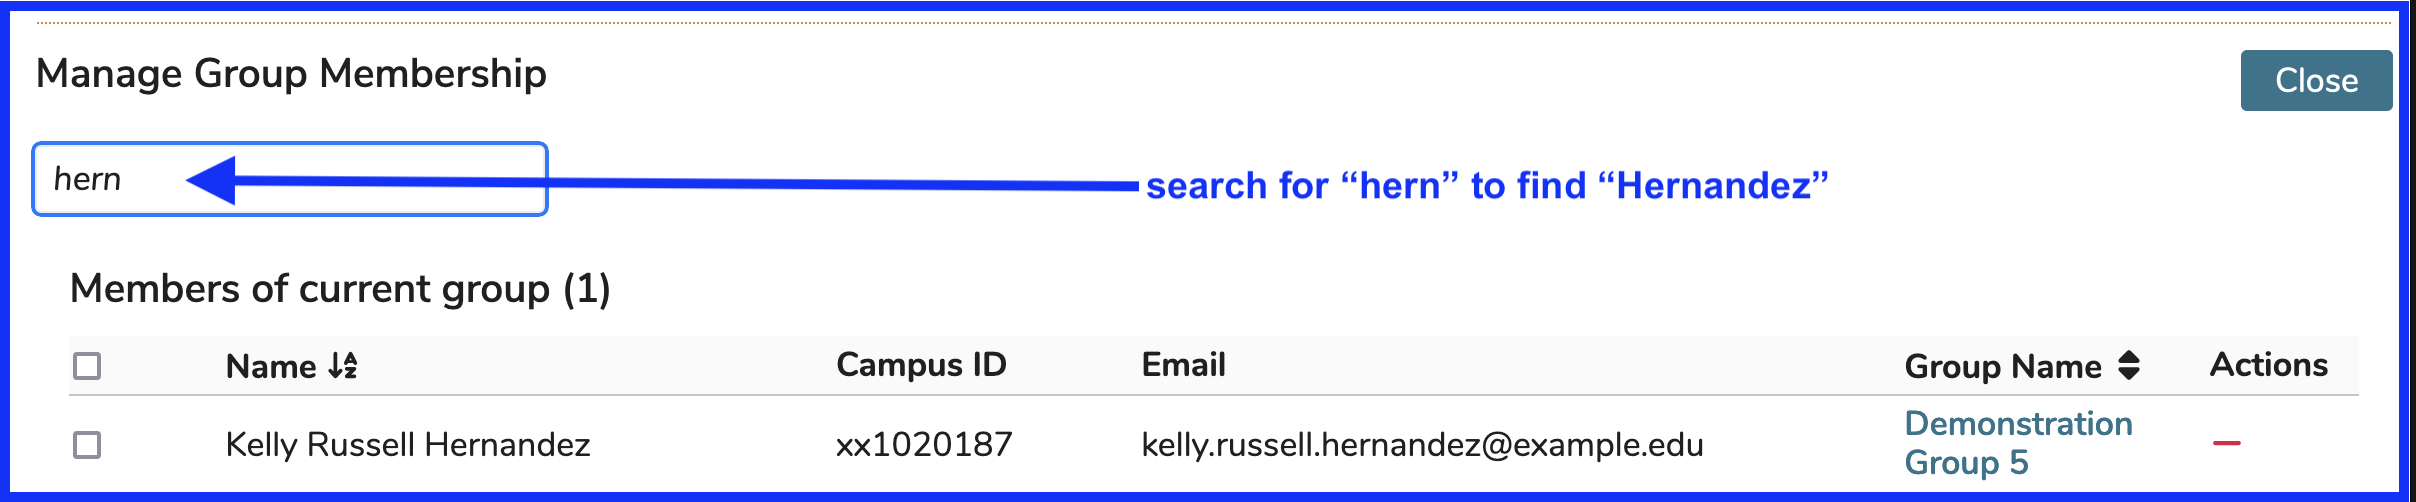 Manage Group Membership
Close
hern
search for “hern” to find “Hernandez”
Members of current group (1)
Name Campus ID Email Group Name Actions
Kelly Russell Hernandez xx1020187 kelly.russell.hernandez@example.edu Demonstration
Group 5